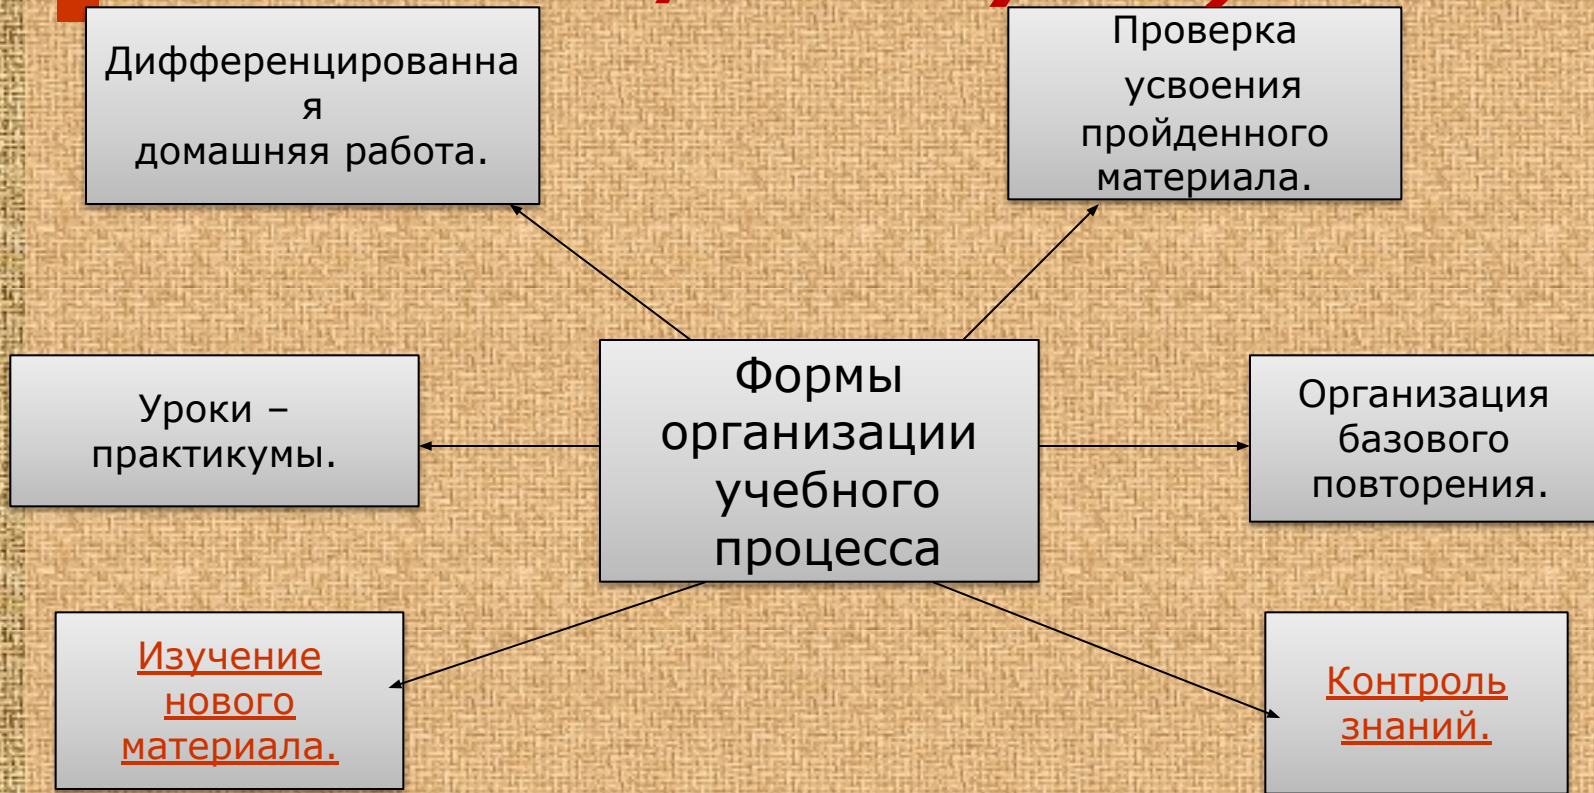 Дифференцированна
я
домашняя работа.
Проверка
усвоения
пройденного
материала.
Уроки –
практикумы.
Формы
организации
учебного
процесса
Организация
базового
повторения.
Изучение
нового
материала.
Контроль
знаний.